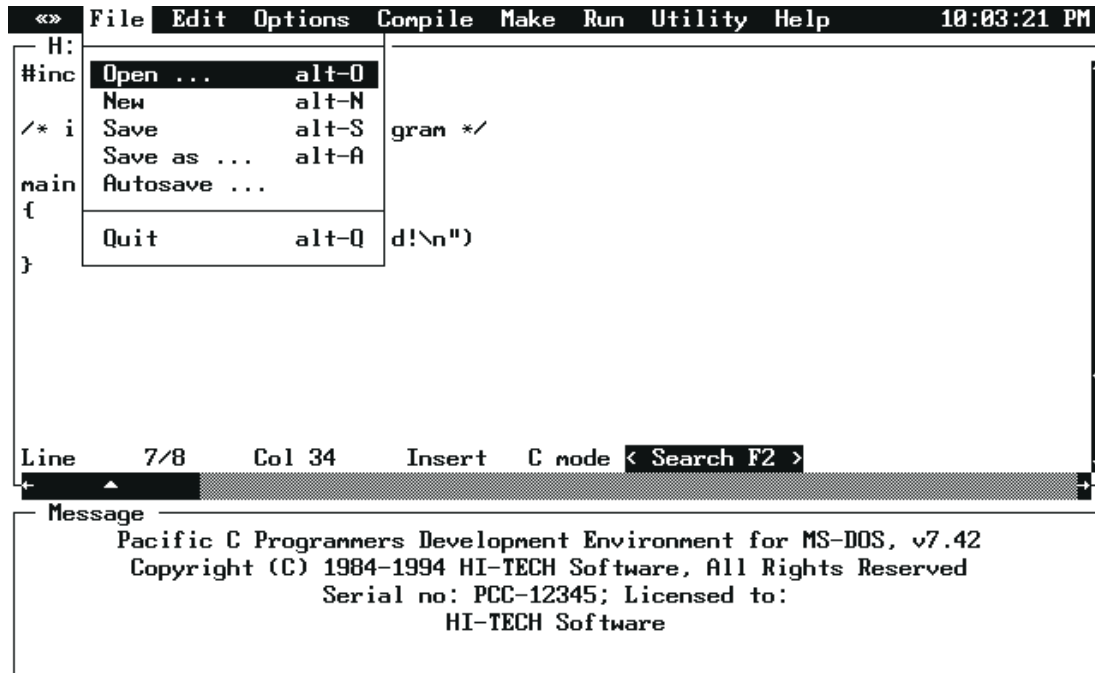 «» File Edit Options Compile Make Run Utility Help 10:03:21 PM
H:
#inc
Open ... alt-O
New alt-N
/* i
Save alt-S
gram */
Save as ... alt-A
main
Autosave ...
{
Quit alt-Q
d!\n")
}
Line 7/8 Col 34 Insert C mode < Search F2 >
Message
Pacific C Programmers Development Environment for MS-DOS, v7.42
Copyright (C) 1984-1994 HI-TECH Software, All Rights Reserved
Serial no: PCC-12345; Licensed to:
HI-TECH Software